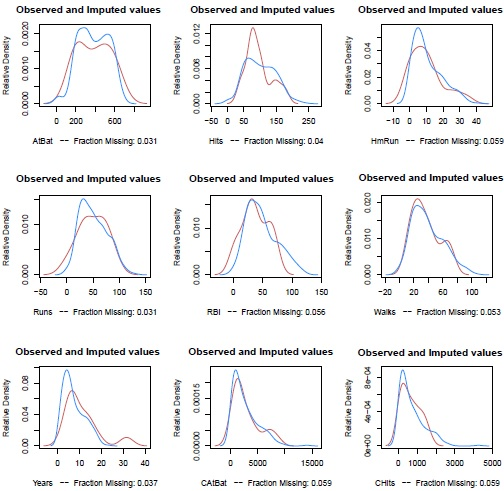 Observed and Imputed values Observed and Imputed values Observed and Imputed values
Relative Density
0.0000 0.0010 0.0020
0 200 600
AtBat -- Fraction Missing: 0.031
Relative Density
0.000 0.006 0.012
-50 0 50 150 250
Hits -- Fraction Missing: 0.04
Relative Density
0.00 0.02 0.04
-10 0 10 20 30 40
HmRun -- Fraction Missing: 0.059
Observed and Imputed values Observed and Imputed values Observed and Imputed values
Relative Density
0.000 0.010
-50 0 50 100 150
Runs -- Fraction Missing: 0.031
Relative Density
0.000 0.010
0 50 100 150
RBI -- Fraction Missing: 0.056
Relative Density
0.000 0.010 0.020
-20 20 60 100
Walks -- Fraction Missing: 0.053
Observed and Imputed values Observed and Imputed values Observed and Imputed values
Relative Density
0.00 0.04 0.08
0 10 20 30 40
Years -- Fraction Missing: 0.037
Relative Density
0.00000 0.00015
0 5000 15000
CAtBat -- Fraction Missing: 0.059
Relative Density
0e+00 4e-04 8e-04
0 1000 3000 5000
CHits -- Fraction Missing: 0.05